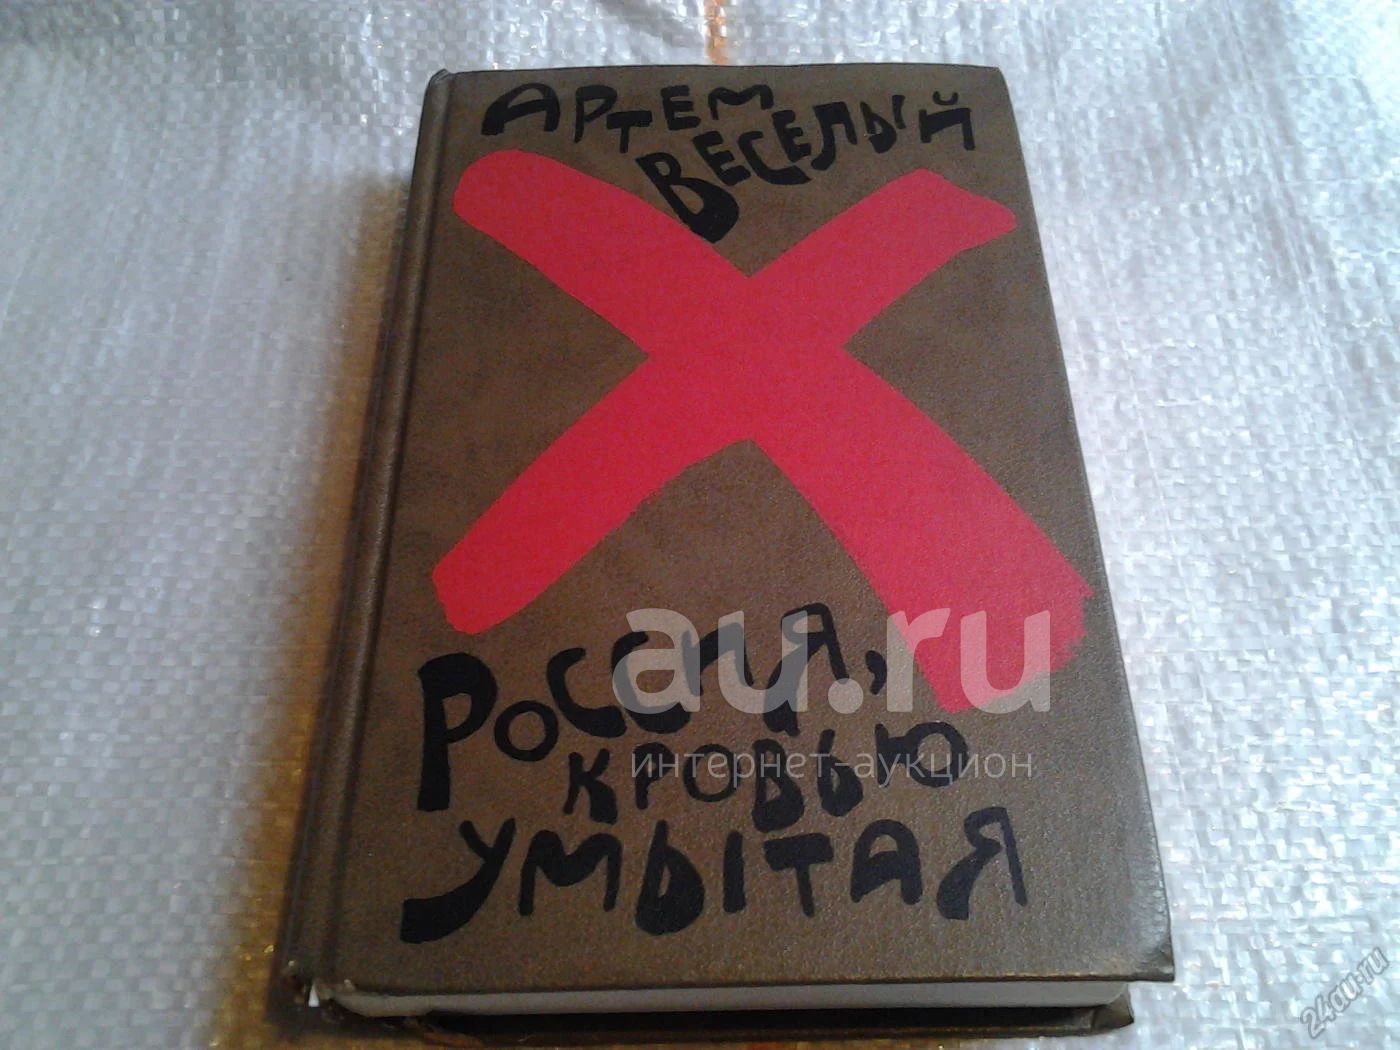 АРТЕМ
ВЕСЕЛЫЙ
РОССИЯ,
КРОВЬЮ
УМЫТАЯ
au.ru
интернет-аукцион
24au.ru